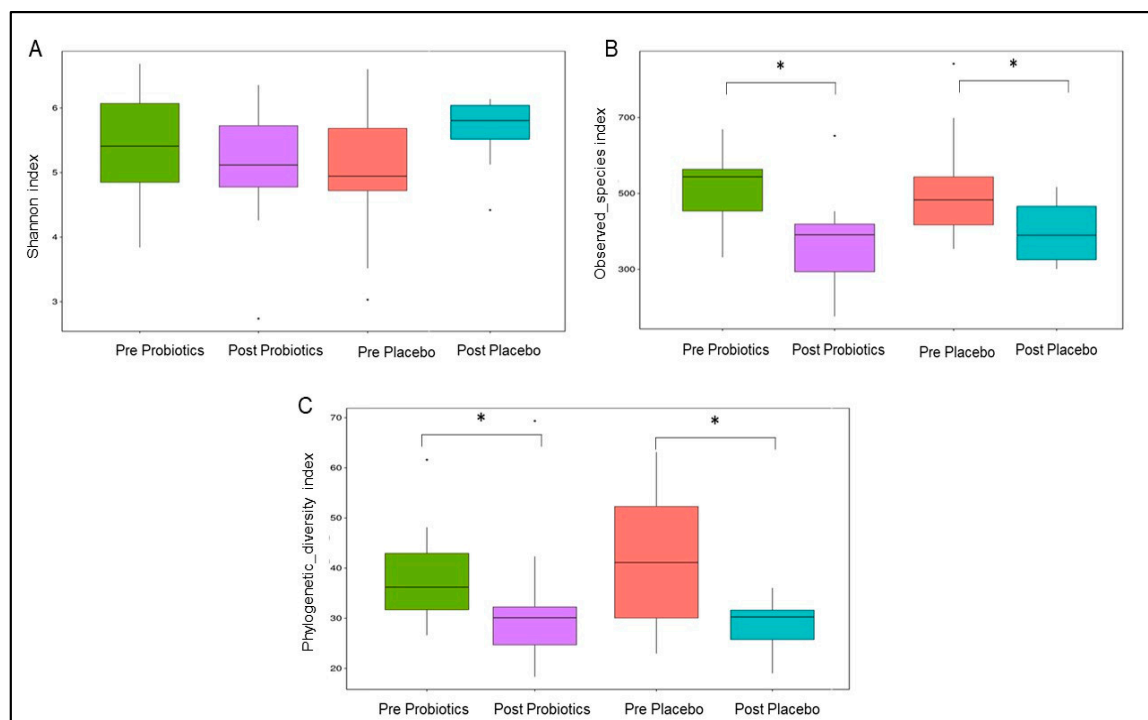 A
Shannon index
6
5
4
3
Pre Probiotics Post Probiotics Pre Placebo Post Placebo
B
* *
Observed_species index
700
500
300
Pre Probiotics Post Probiotics Pre Placebo Post Placebo
C
* *
Phylogenetic_diversity index
70
60
50
40
30
20
Pre Probiotics Post Probiotics Pre Placebo Post Placebo